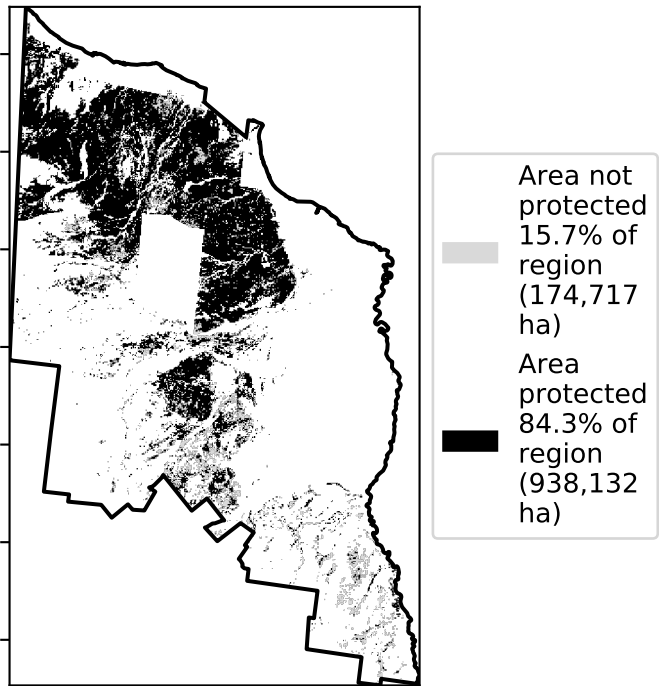 Area not
protected
15.7% of
region
(174,717
ha)
Area
protected
84.3% of
region
(938,132
ha)